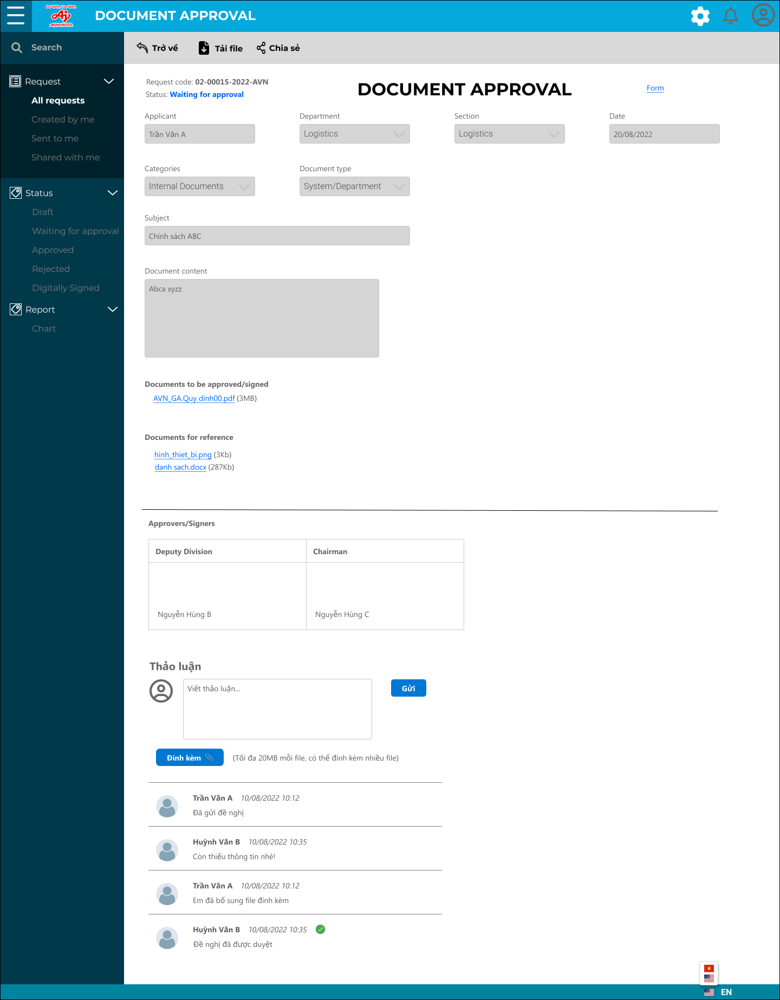 Eat Well, Live Well.
AJINOMOTO
DOCUMENT APPROVAL
Search
Trở về
Tải file
Chia sẻ
Request
All requests
Created by me
Sent to me
Shared with me
Status
Draft
Waiting for approval
Approved
Rejected
Digitally Signed
Report
Chart
Request code: 02-00015-2022-AVN
Status: Waiting for approval
DOCUMENT APPROVAL
Form
Applicant
Department
Section
Date
Trần Văn A
Logistics
Logistics
20/08/2022
Categories
Document type
Internal Documents
System/Department
Subject
Chính sách ABC
Document content
Abca xyzz
Documents to be approved/signed
AVN_GA.Quy dinh00.pdf (3MB)
Documents for reference
hinh_thiet_bi.png (3Kb)
danh sach.docx (287Kb)
Approvers/Signers
Deputy Division
Chairman
Nguyễn Hùng B
Nguyễn Hùng C
Thảo luận
Viết thảo luận...
Gửi
Đính kèm
(Tối đa 20MB mỗi file, có thể đính kèm nhiều file)
Trần Văn A 10/08/2022 10:12
Đã gửi đề nghị
Huỳnh Văn B 10/08/2022 10:35
Còn thiếu thông tin nhé!
Trần Văn A 10/08/2022 10:12
Em đã bổ sung file đính kèm
Huỳnh Văn B 10/08/2022 10:35
Đề nghị đã được duyệt
EN